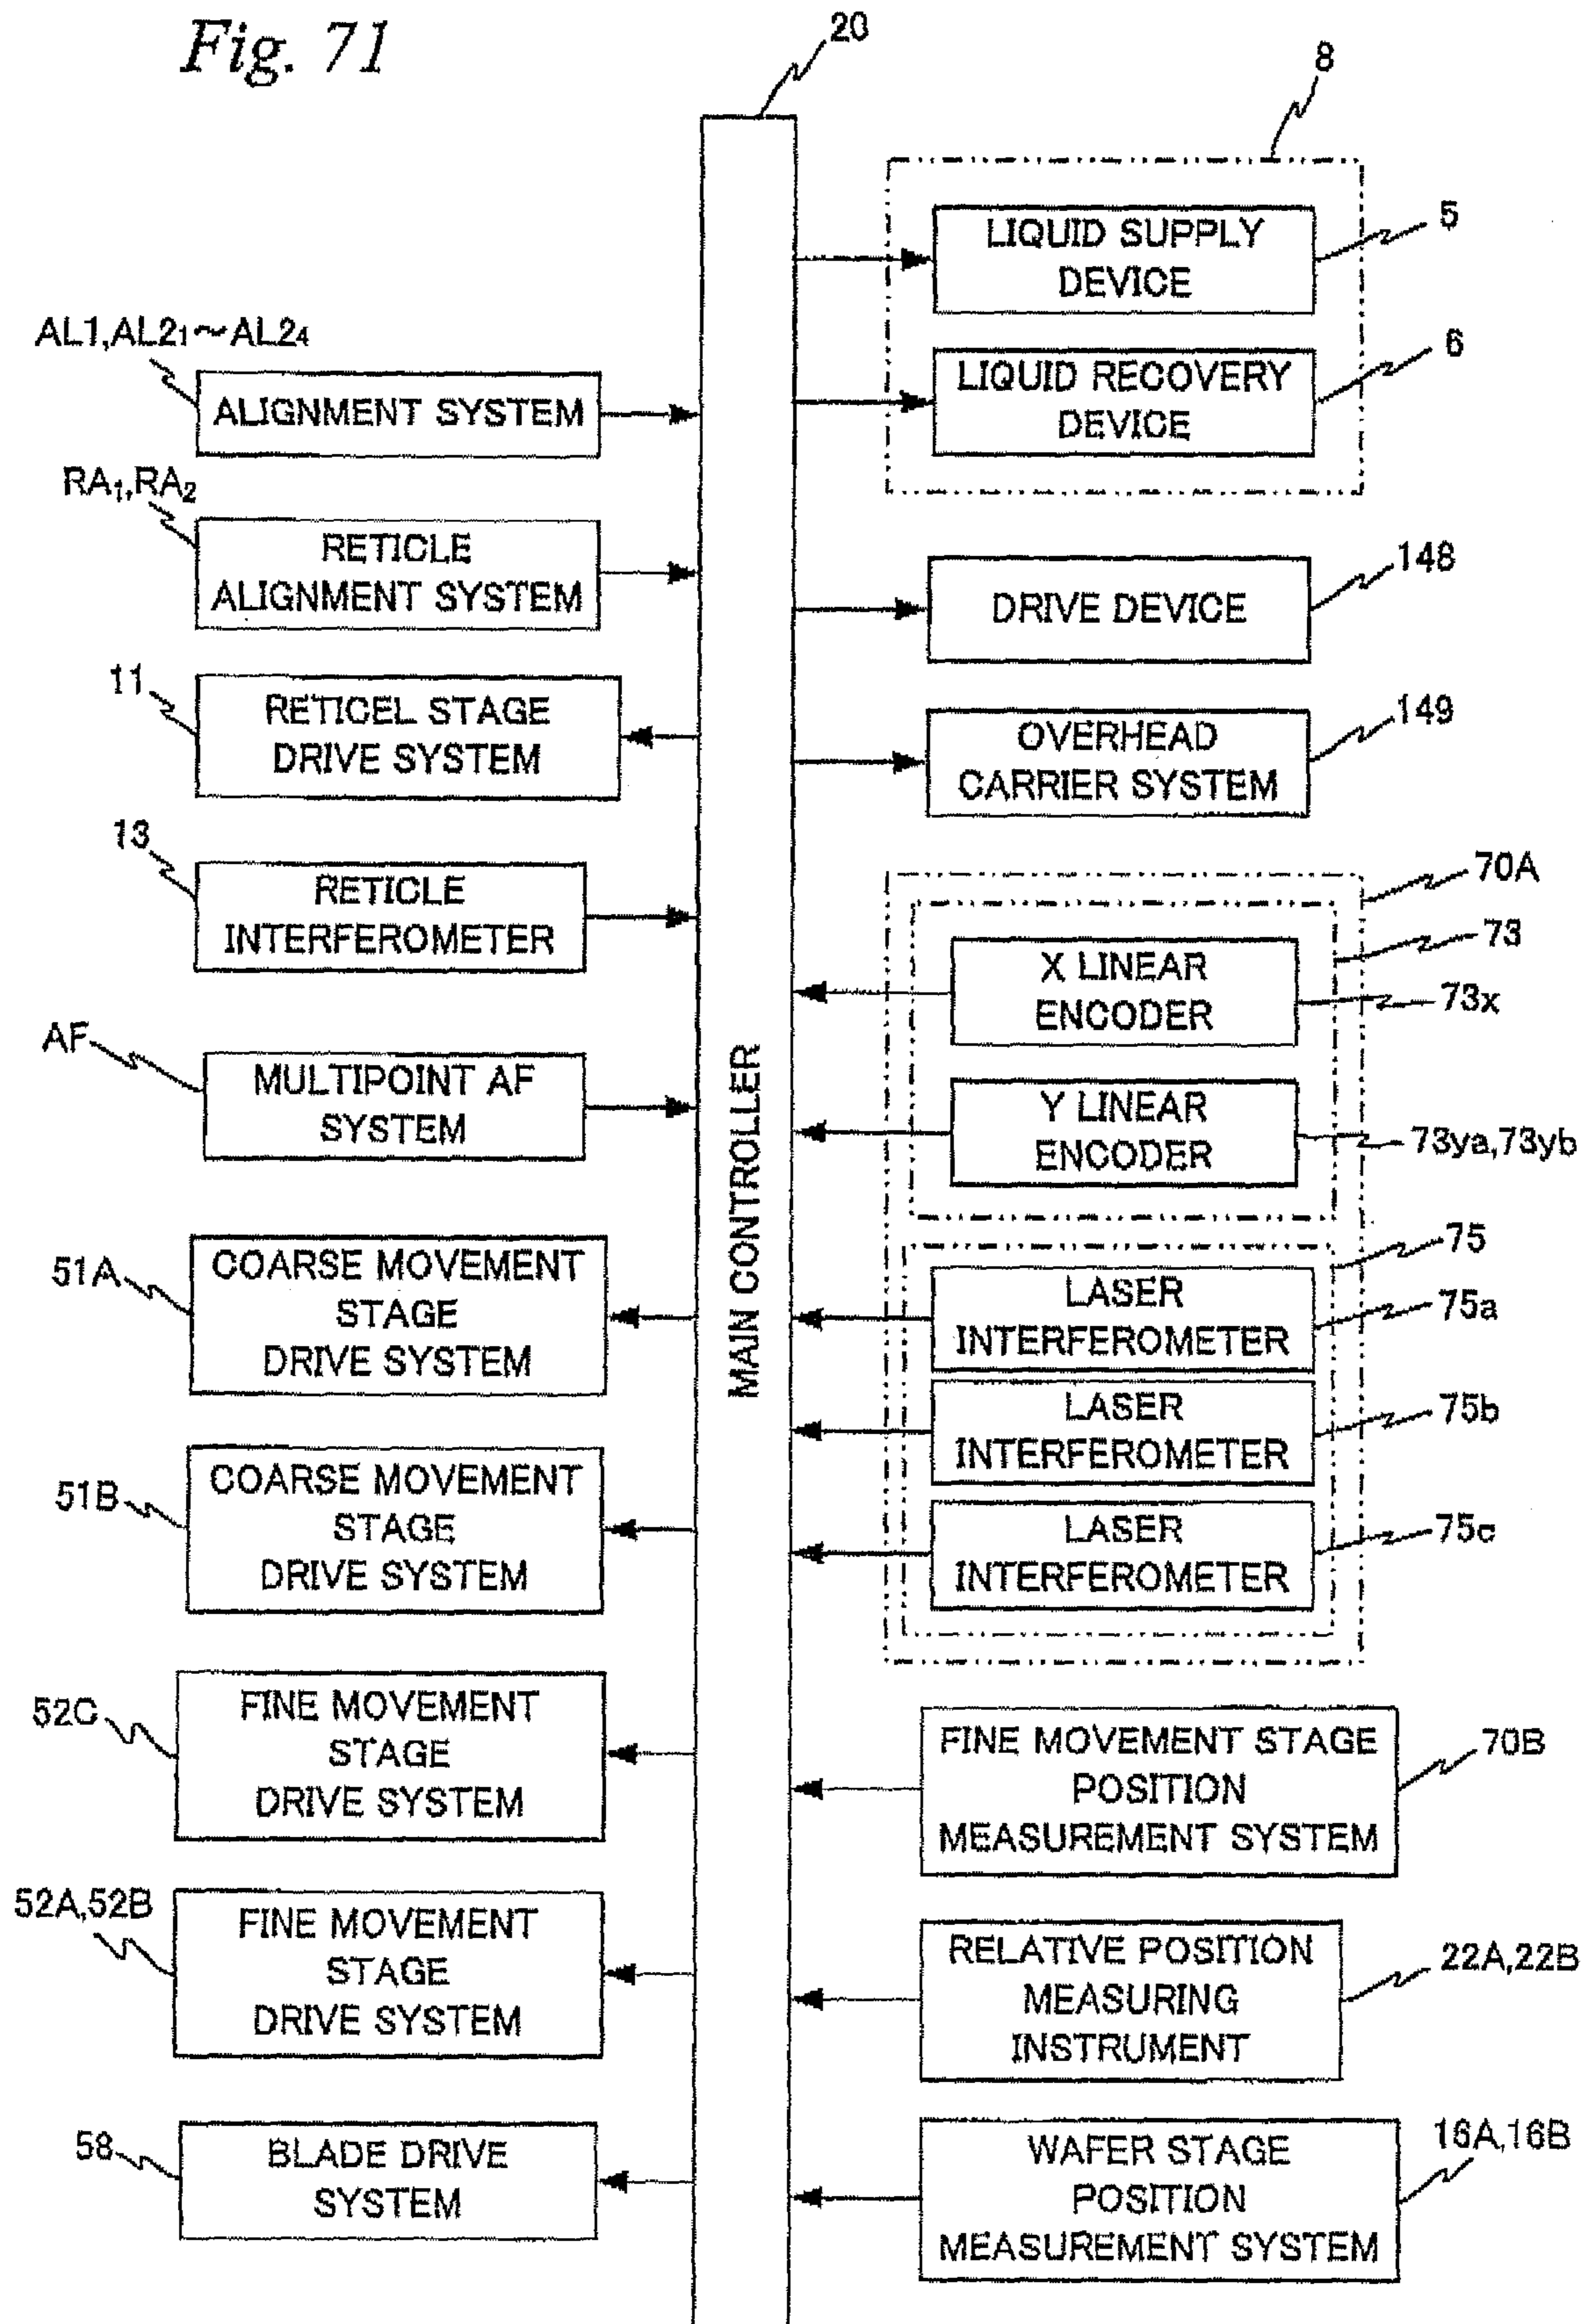 Fig. 71
20
8
LIQUID SUPPLY
DEVICE
5
LIQUID RECOVERY
DEVICE
6
AL1,AL2₁~AL2₄
ALIGNMENT SYSTEM
RA₁,RA₂
RETICLE
ALIGNMENT SYSTEM
11
RETICEL STAGE
DRIVE SYSTEM
13
RETICLE
INTERFEROMETER
AF
MULTIPOINT AF
SYSTEM
51A
COARSE MOVEMENT
STAGE
DRIVE SYSTEM
51B
COARSE MOVEMENT
STAGE
DRIVE SYSTEM
52C
FINE MOVEMENT
STAGE
DRIVE SYSTEM
52A,52B
FINE MOVEMENT
STAGE
DRIVE SYSTEM
58
BLADE DRIVE
SYSTEM
MAIN CONTROLLER
DRIVE DEVICE
148
OVERHEAD
CARRIER SYSTEM
149
70A
73
X LINEAR
ENCODER
73x
Y LINEAR
ENCODER
73ya,73yb
75
LASER
INTERFEROMETER
75a
LASER
INTERFEROMETER
75b
LASER
INTERFEROMETER
75c
FINE MOVEMENT STAGE
POSITION
MEASUREMENT SYSTEM
70B
RELATIVE POSITION
MEASURING
INSTRUMENT
22A,22B
WAFER STAGE
POSITION
MEASUREMENT SYSTEM
16A,16B